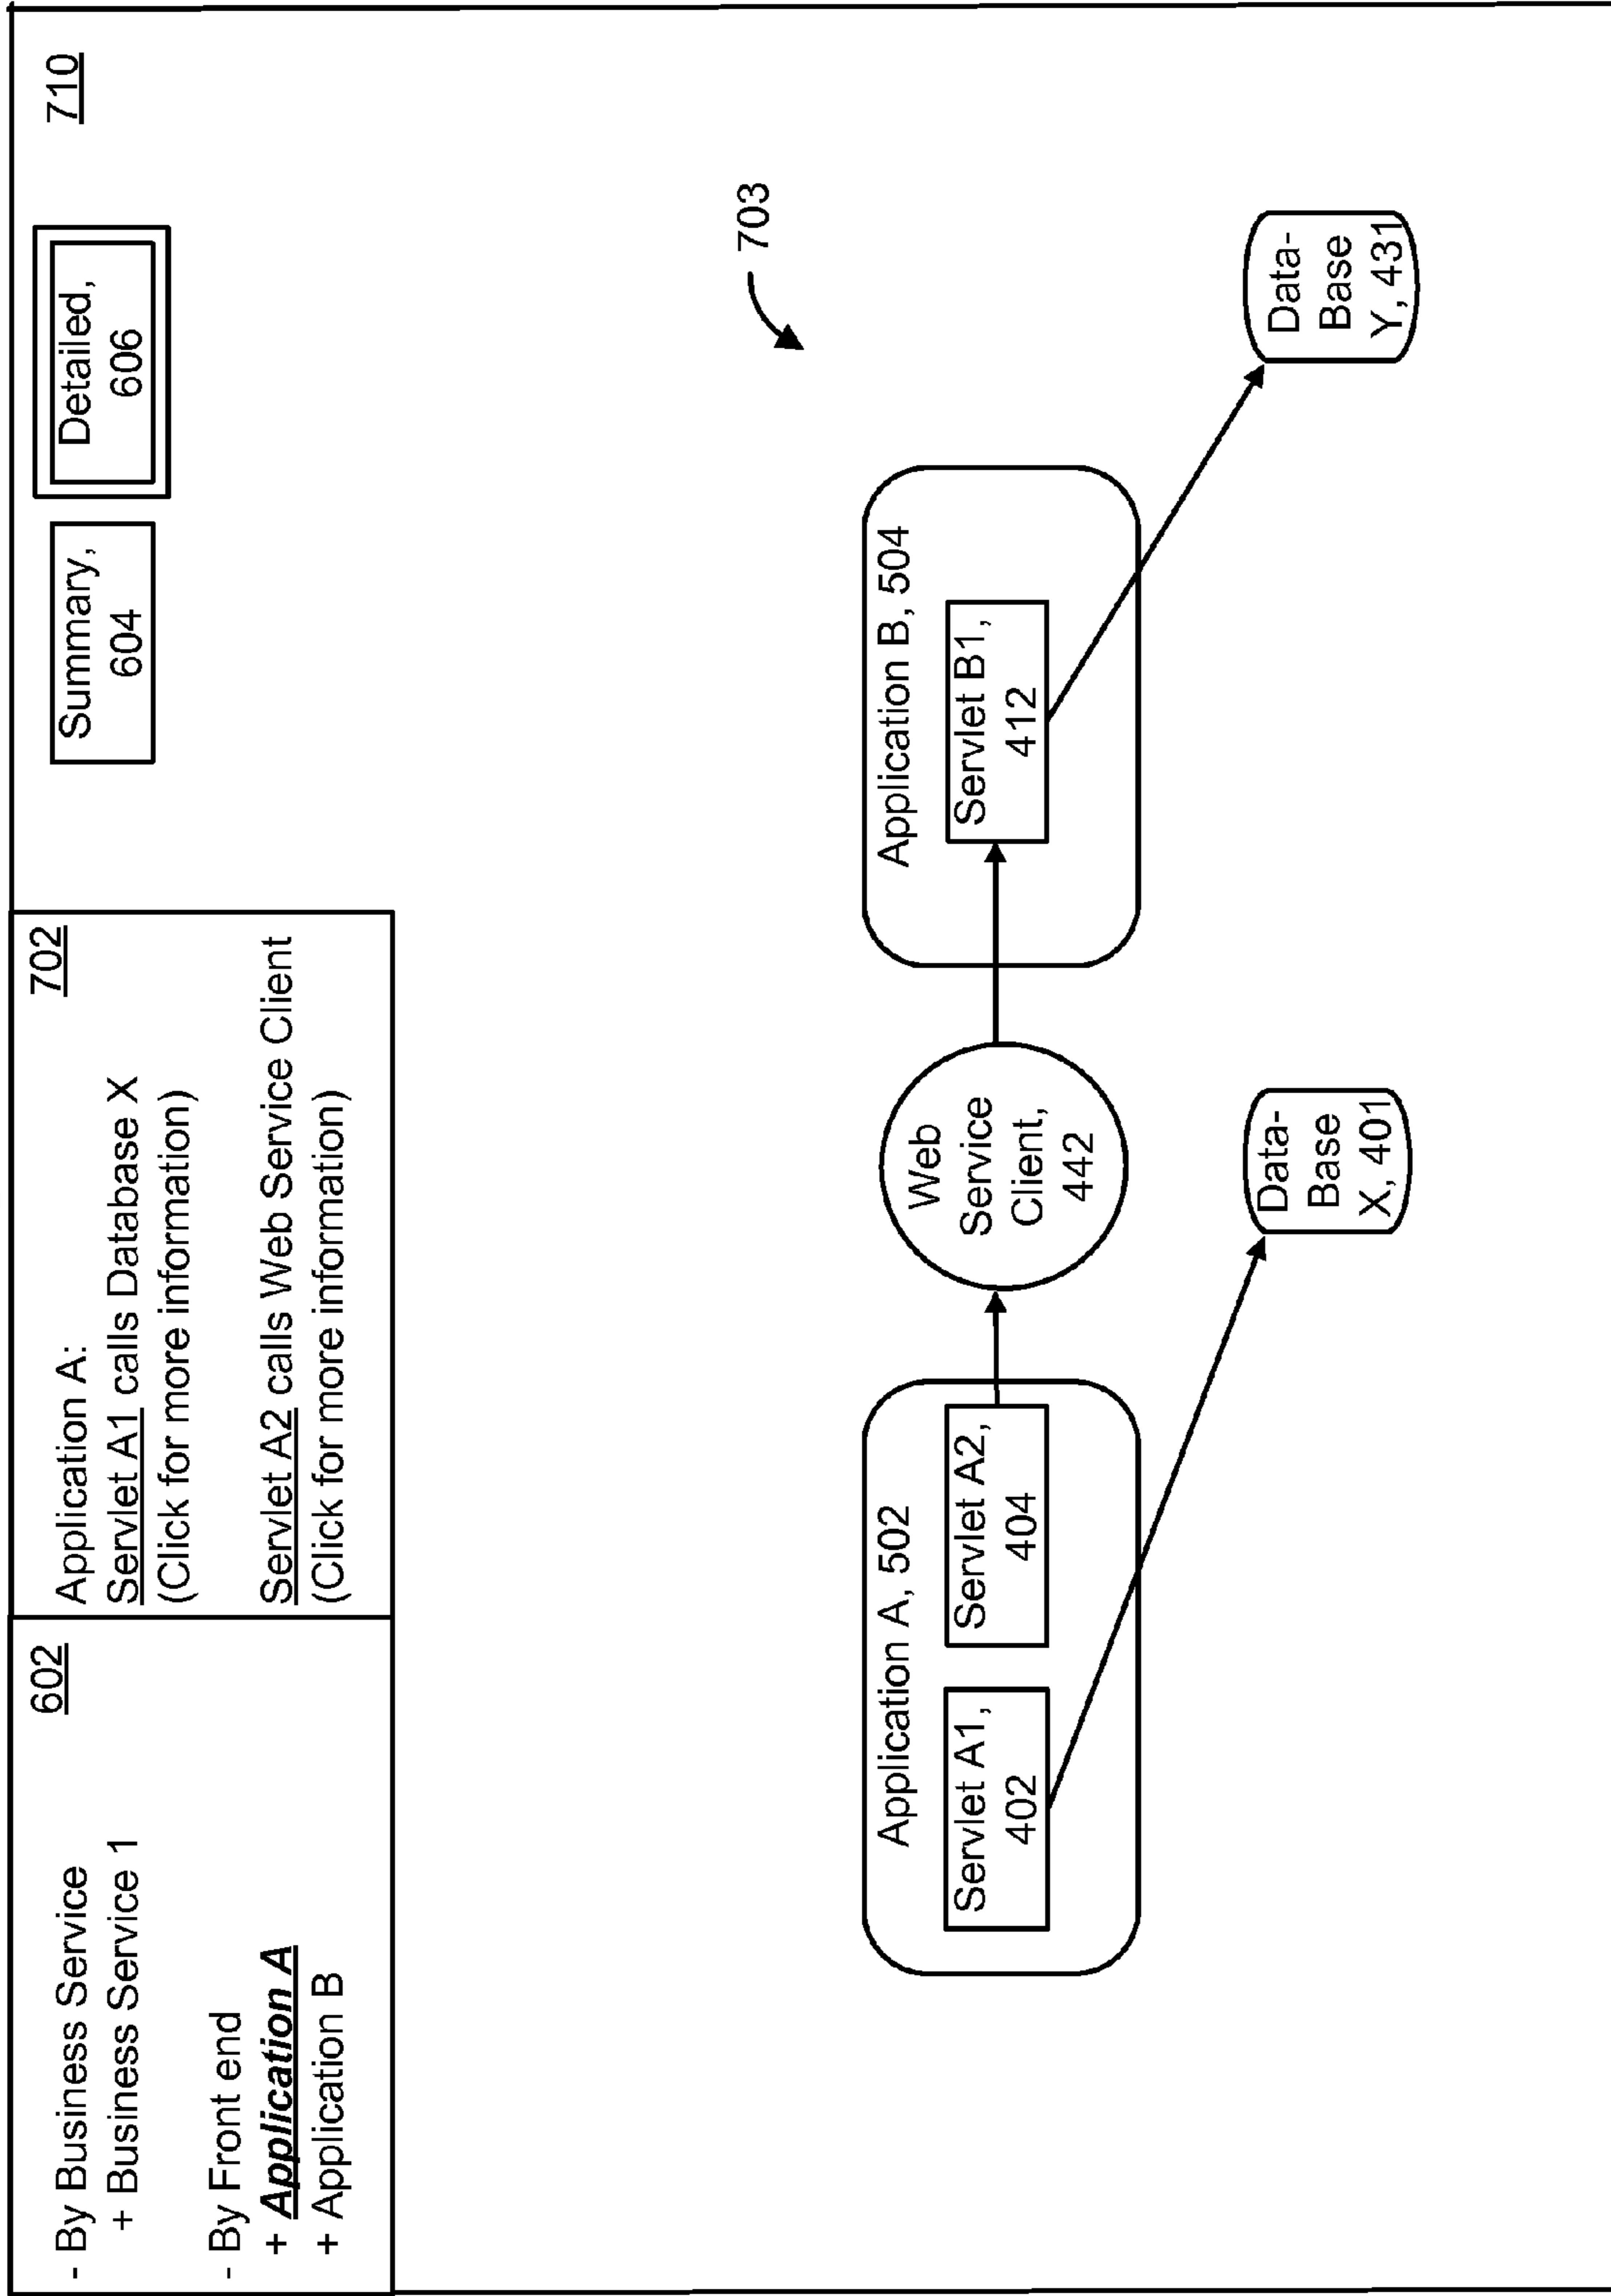 602
- By Business Service
+ Business Service 1
- By Front end
+ Application A
+ Application B
702
Application A:
Servlet A1 calls Database X
(Click for more information)
Servlet A2 calls Web Service Client
(Click for more information)
Summary,
604
Detailed,
606
710
703
Application A, 502
Servlet A1,
402
Servlet A2,
404
Web
Service
Client,
442
Application B, 504
Servlet B1,
412
Data-
Base
X, 401
Data-
Base
Y, 431